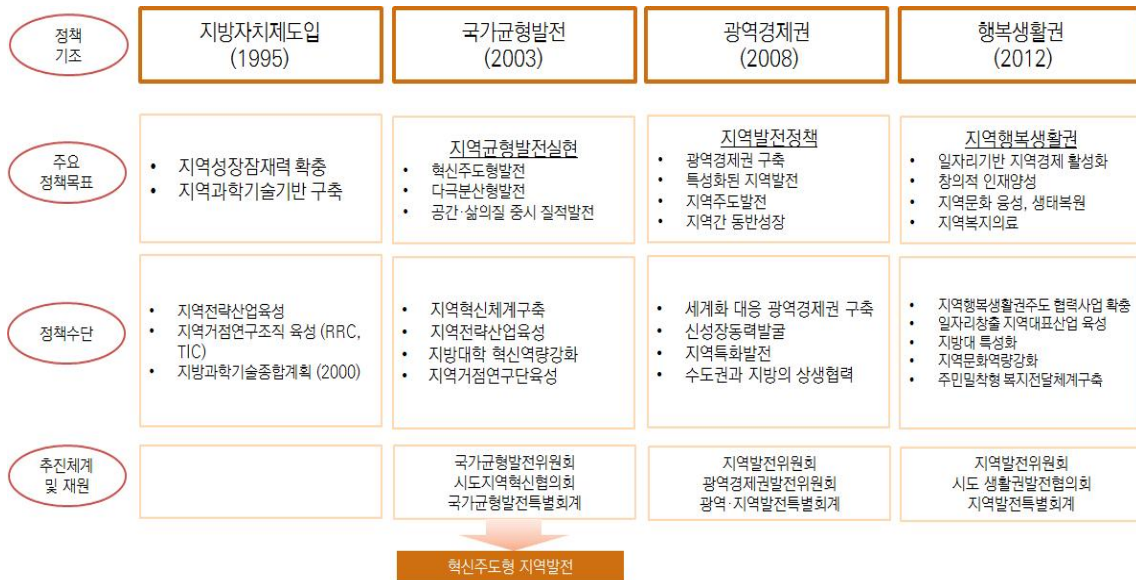 정책
기조
지방자치제도입
(1995)
국가균형발전
(2003)
광역경제권
(2008)
행복생활권
(2012)
주요
정책목표
• 지역성장잠재력 확충
• 지역과학기술기반 구축
지역균형발전실현
• 혁신주도형발전
• 다극분산형발전
• 공간·삶의질 중시 질적발전
지역발전정책
• 광역경제권 구축
• 특성화된 지역발전
• 지역주도발전
• 지역간 동반성장
지역행복생활권
• 일자리기반 지역경제 활성화
• 창의적 인재양성
• 지역문화 융성, 생태복원
• 지역복지의료
정책수단
• 지역전략산업육성
• 지역거점연구조직 육성 (RRC,
TIC)
• 지방과학기술종합계획 (2000)
• 지역혁신체계구축
• 지역전략산업육성
• 지방대학 혁신역량강화
• 지역거점연구단육성
• 세계화 대응 광역경제권 구축
• 신성장동력발굴
• 지역특화발전
• 수도권과 지방의 상생협력
• 지역행복생활권주도 협력사업 확충
• 일자리창출 지역대표산업 육성
• 지방대 특성화
• 지역문화역량강화
• 주민밀착형 복지전달체계구축
추진체계
및 재원
국가균형발전위원회
시도지역혁신협의회
국가균형발전특별회계
지역발전위원회
광역경제권발전위원회
광역·지역발전특별회계
지역발전위원회
시도 생활권발전협의회
지역발전특별회계
혁신주도형 지역발전